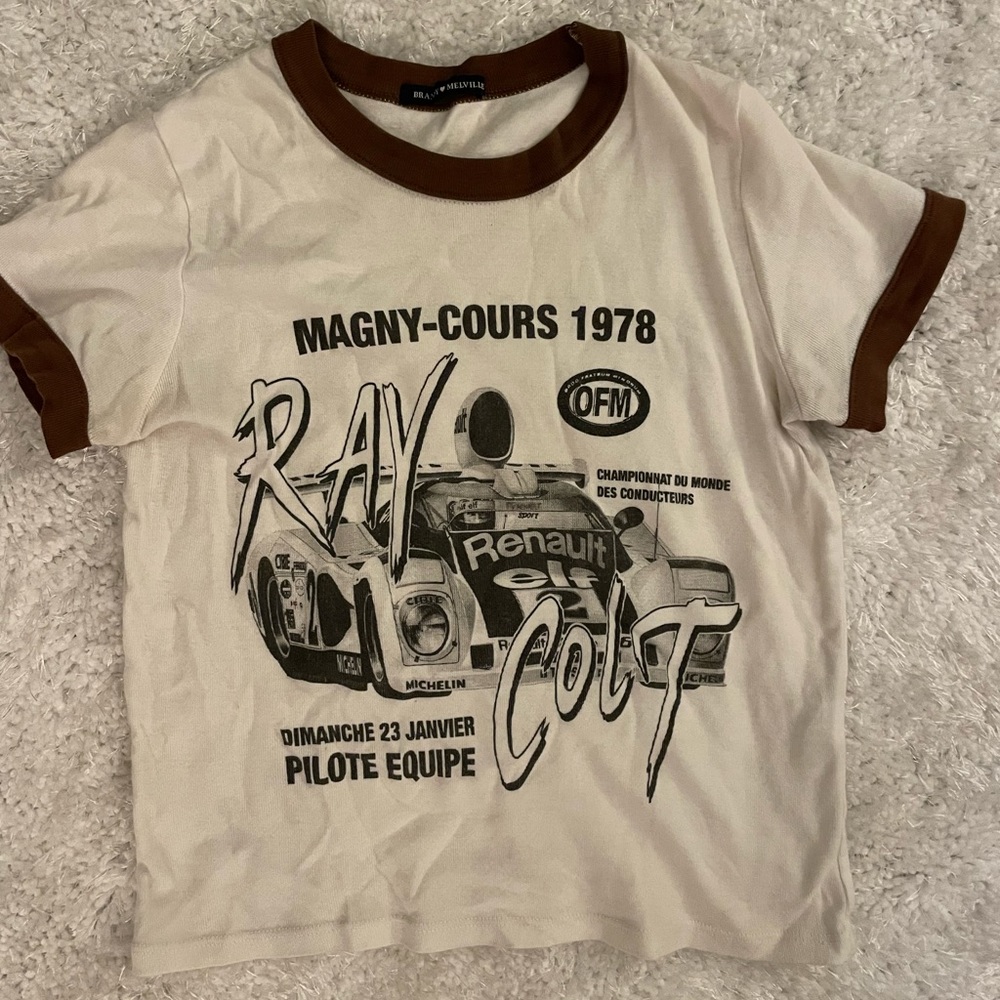 BRANDY♥MELVILLE
MAGNY-COURS 1978
RAY
OFM
CHAMPIONNAT DU MONDE
DES CONDUCTEURS
Renault
elf
COLT
MICHELIN
DIMANCHE 23 JANVIER
PILOTE EQUIPE